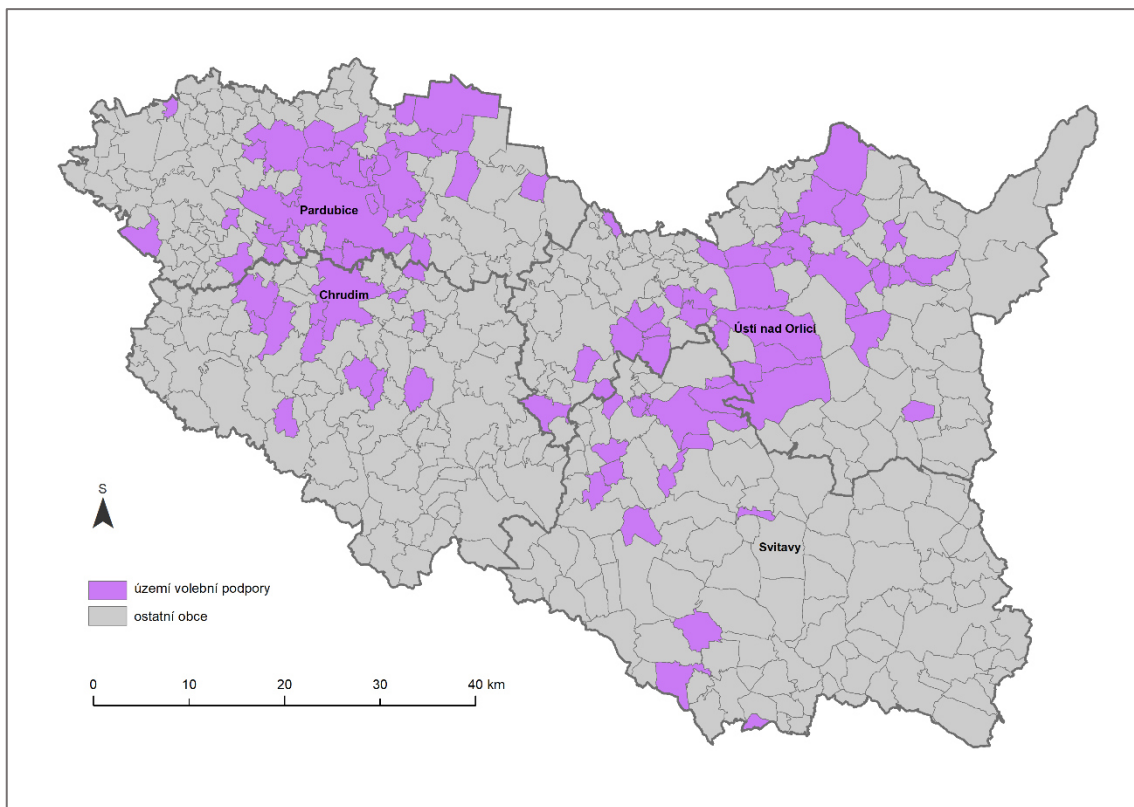 Pardubice
Chrudim
Ústí nad Orlicí
Svitavy
S
území volební podpory
ostatní obce
0 10 20 30 40 km